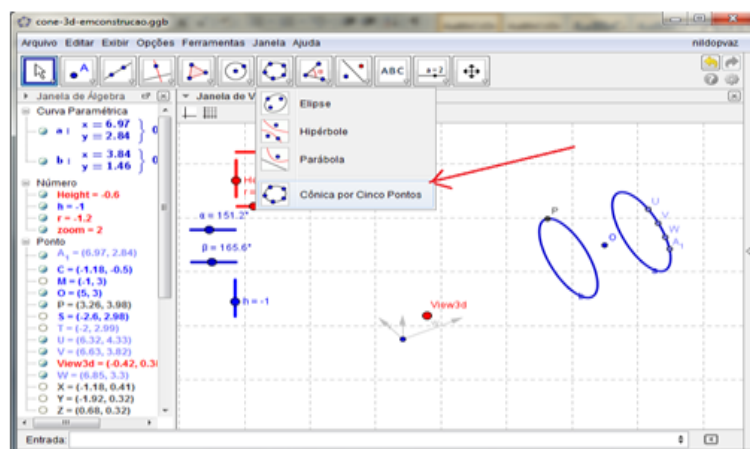 cone-3d-emconstrucao.ggb
Arquivo Editar Exibir Opções Ferramentas Janela Ajuda
nildopvaz
A
ABC
a=2
Janela de Álgebra
Janela de V
Curva Paramétrica
a: x = 6.97
y = 2.84
b: x = 3.84
y = 1.46
Número
Height = -0.6
h = -1
r = -1.2
zoom = 2
Ponto
A1 = (6.97, 2.84)
C = (-1.18, -0.5)
M = (-1, 3)
O = (5, 3)
P = (3.26, 3.98)
S = (-2.6, 2.98)
T = (-2, 2.99)
U = (6.32, 4.33)
V = (6.63, 3.82)
View3d = (-0.42, 0.3
W = (6.85, 3.3)
X = (-1.18, 0.41)
Y = (-1.92, 0.32)
Z = (0.68, 0.32)
Elipse
Hipérbole
Parábola
Cônica por Cinco Pontos
r =
α = 151.2°
β = 165.6°
h = -1
View3d
P
O
U
V
W
A1
Entrada: